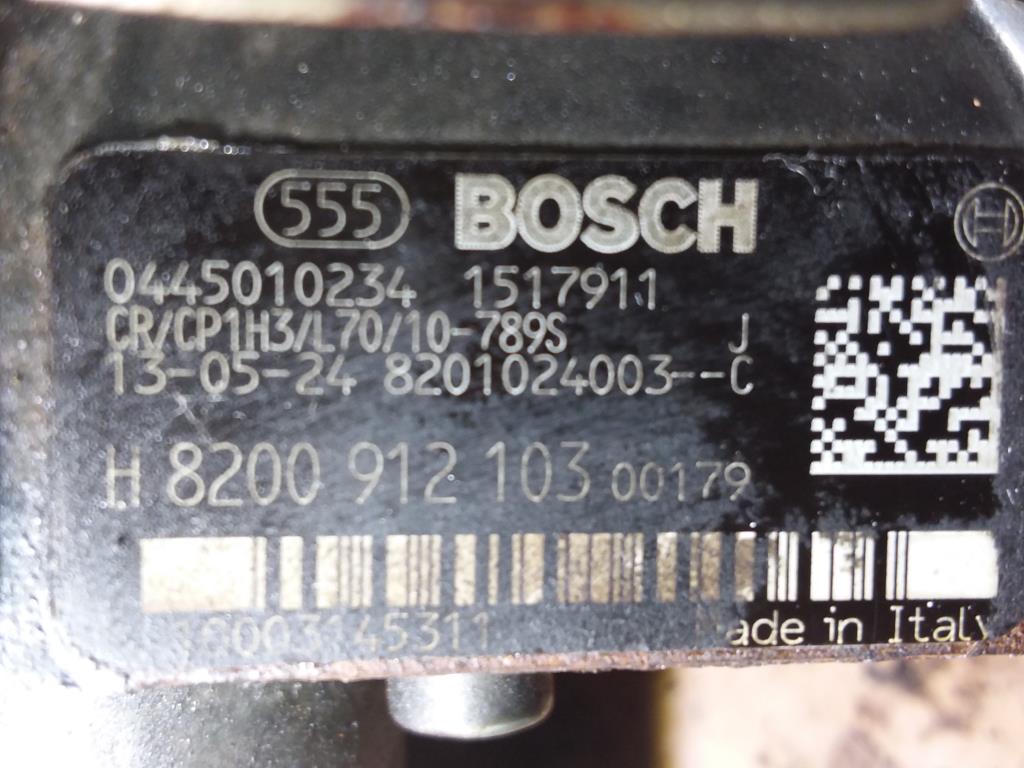 555 BOSCH
0445010234 1517911
CR/CP1H3/L70/10-789S J
13-05-24 8201024003--C
H 8200 912 103 00179
in Italy